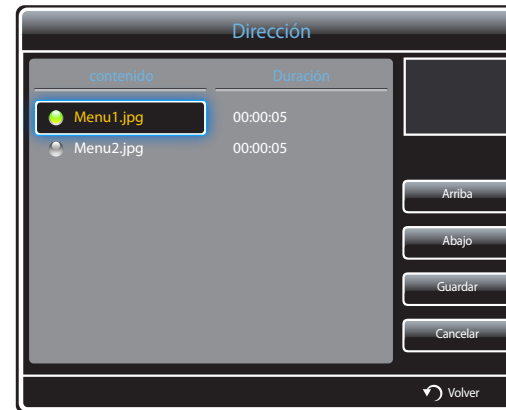 Dirección
contenido Duración
Menu1.jpg 00:00:05
Menu2.jpg 00:00:05
Arriba
Abajo
Guardar
Cancelar
Volver